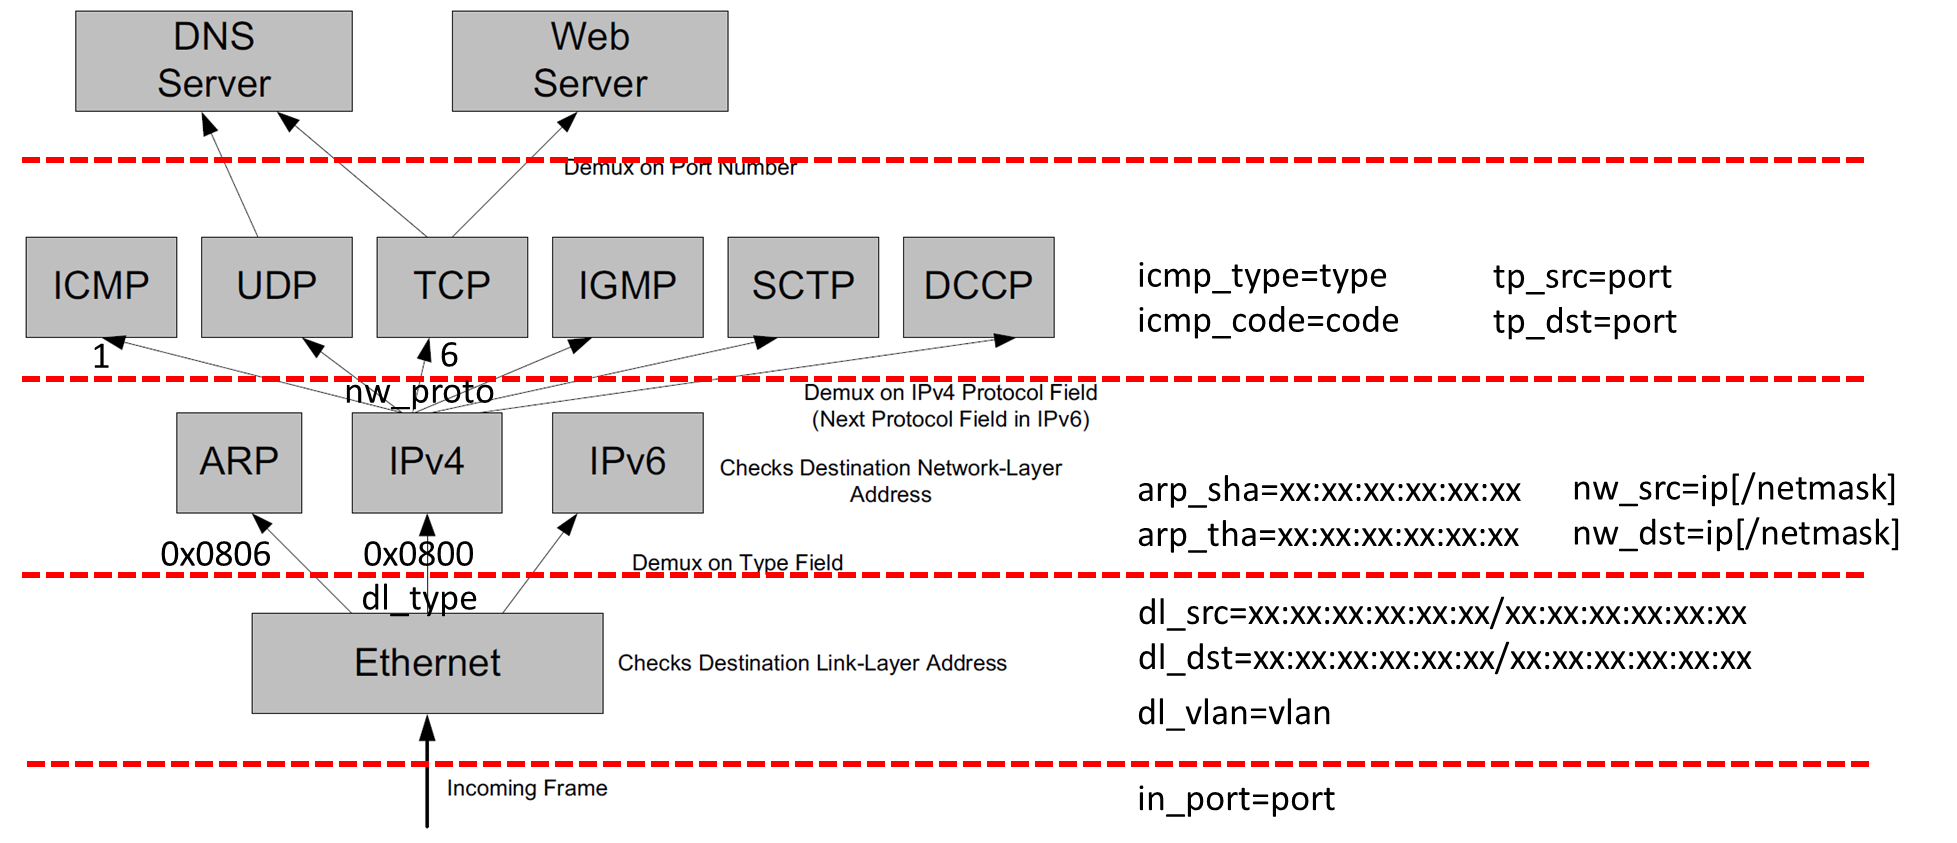 DNS
Server
Web
Server
Demux on Port Number
ICMP
UDP
TCP
IGMP
SCTP
DCCP
icmp_type=type
tp_src=port
icmp_code=code
tp_dst=port
1
6
nw_proto
Demux on IPv4 Protocol Field
(Next Protocol Field in IPv6)
ARP
IPv4
IPv6
Checks Destination Network-Layer
Address
arp_sha=xx:xx:xx:xx:xx:xx
nw_src=ip[/netmask]
arp_tha=xx:xx:xx:xx:xx:xx
nw_dst=ip[/netmask]
0x0806
0x0800
Demux on Type Field
dl_type
dl_src=xx:xx:xx:xx:xx:xx/xx:xx:xx:xx:xx:xx
Ethernet
Checks Destination Link-Layer Address
dl_dst=xx:xx:xx:xx:xx:xx/xx:xx:xx:xx:xx:xx
dl_vlan=vlan
Incoming Frame
in_port=port